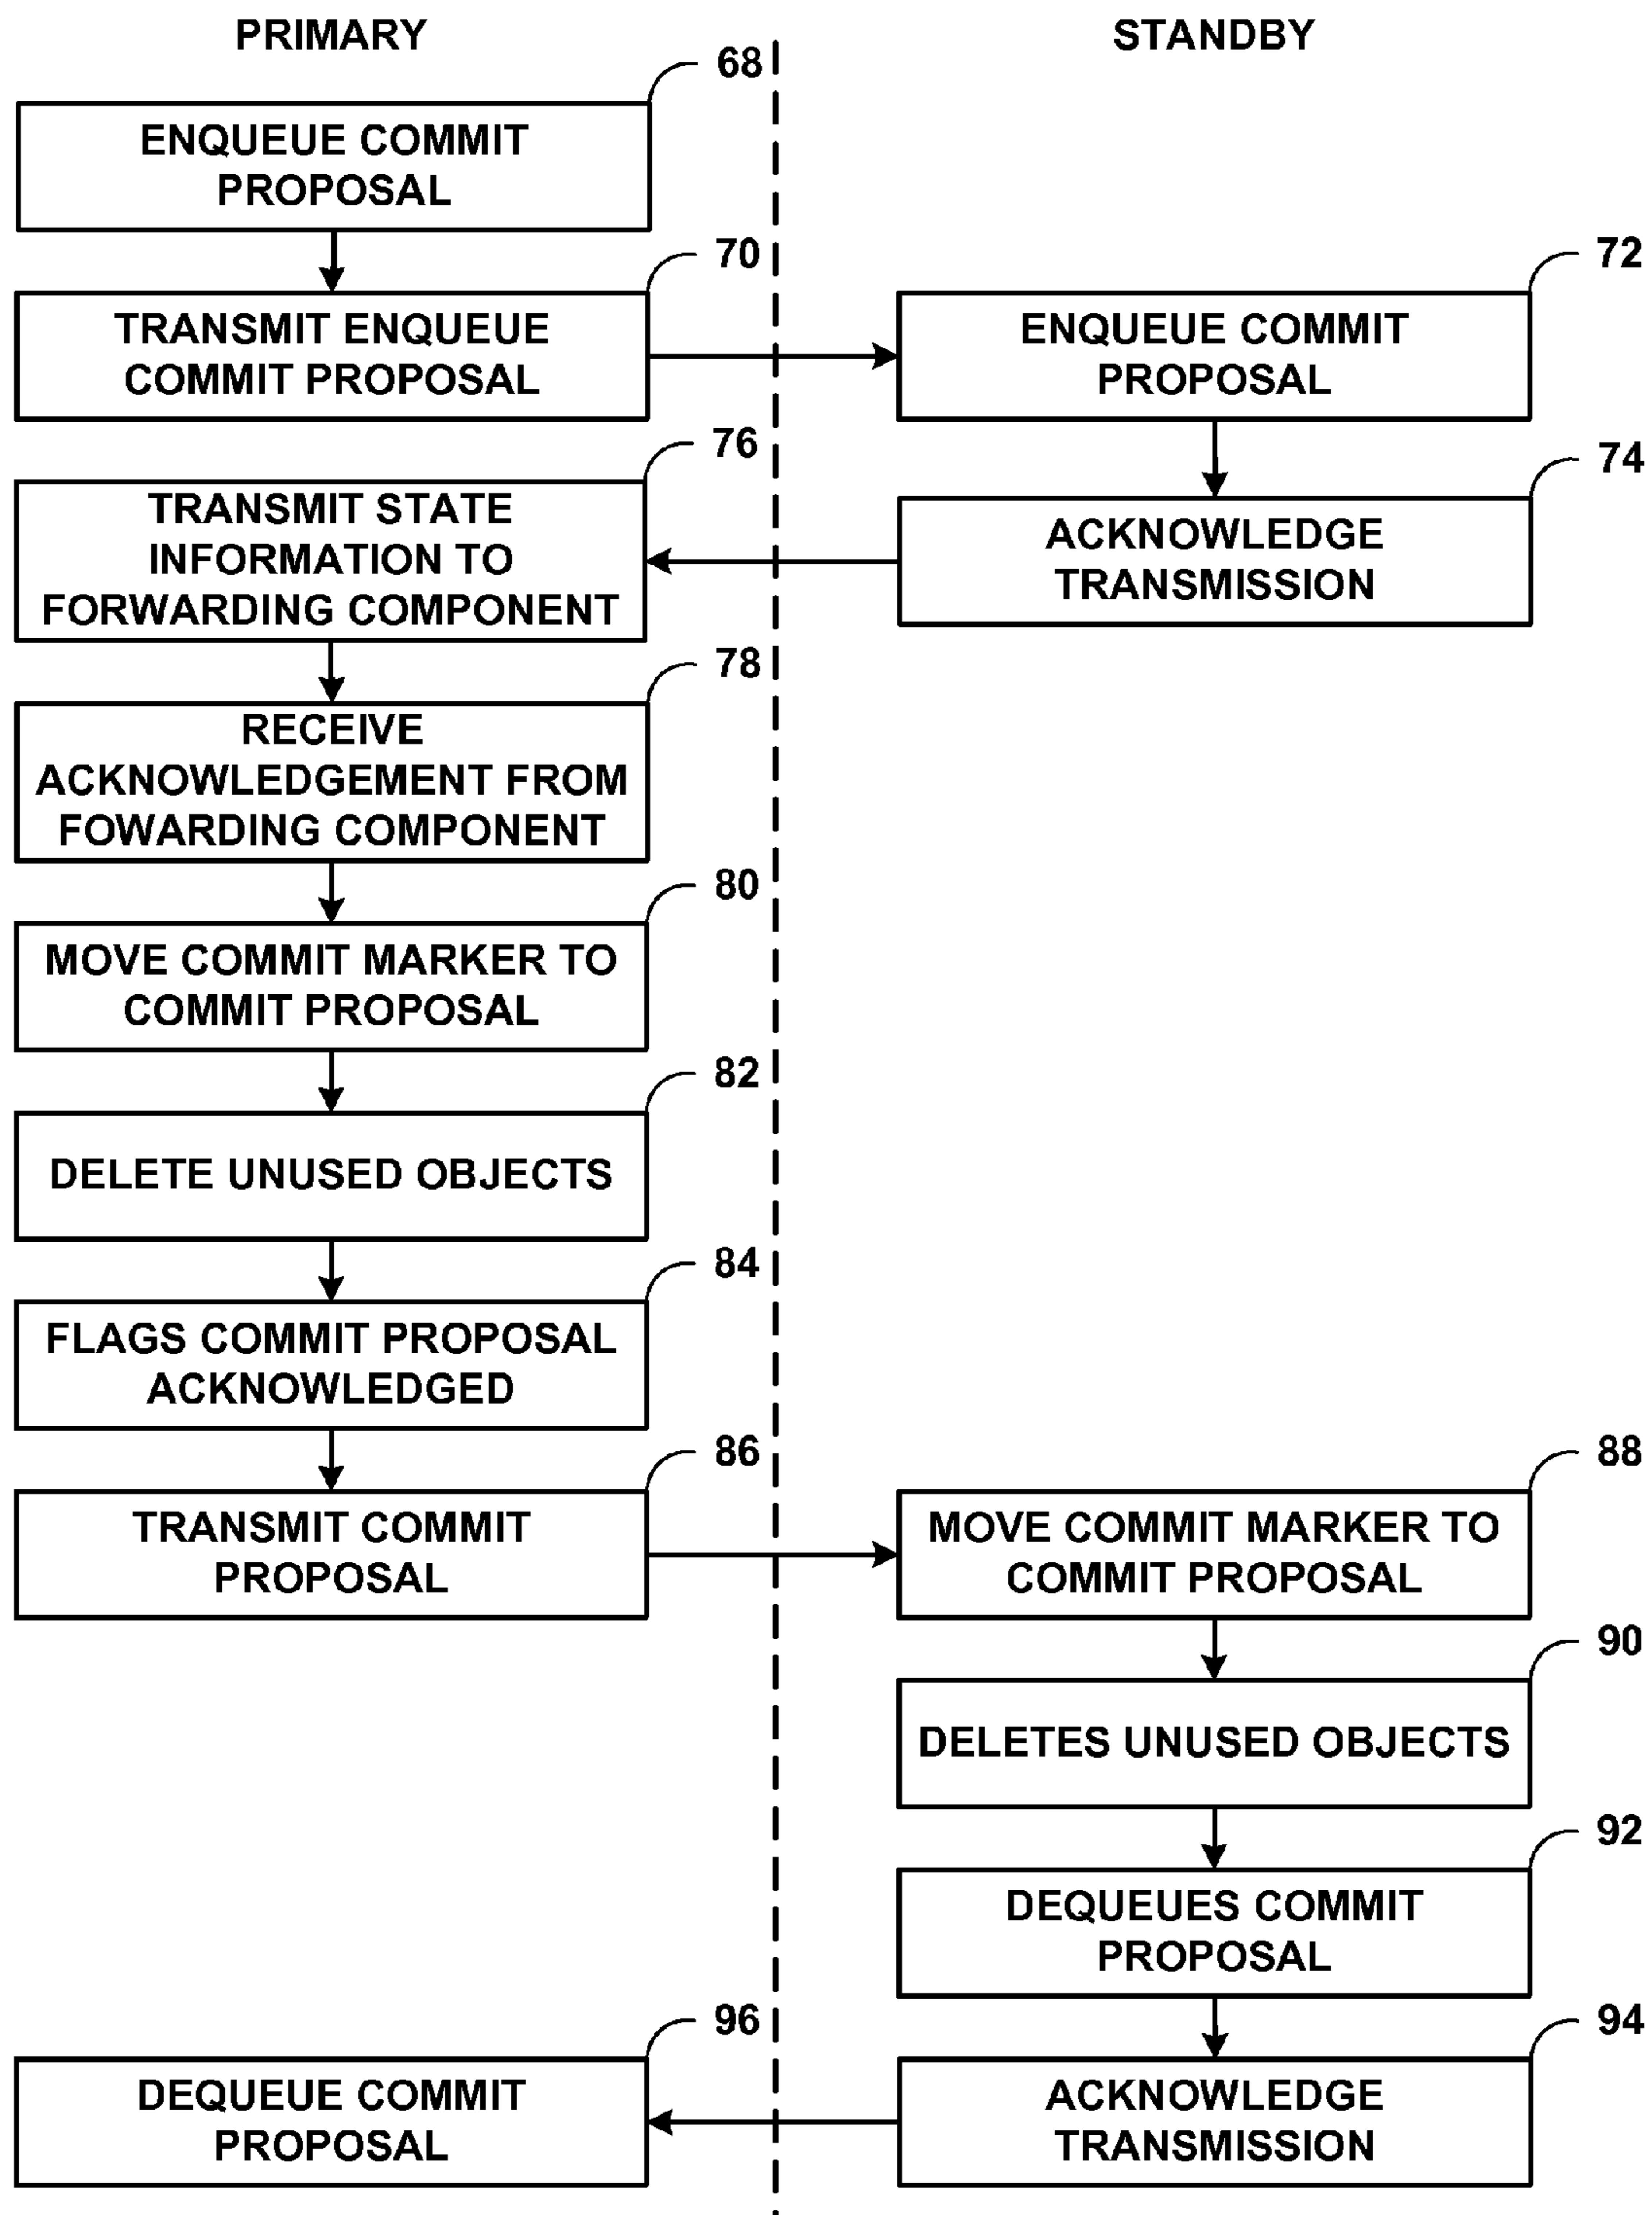 PRIMARY
STANDBY
68
ENQUEUE COMMIT
PROPOSAL
70
TRANSMIT ENQUEUE
COMMIT PROPOSAL
72
ENQUEUE COMMIT
PROPOSAL
74
ACKNOWLEDGE
TRANSMISSION
76
TRANSMIT STATE
INFORMATION TO
FORWARDING COMPONENT
78
RECEIVE
ACKNOWLEDGEMENT FROM
FOWARDING COMPONENT
80
MOVE COMMIT MARKER TO
COMMIT PROPOSAL
82
DELETE UNUSED OBJECTS
84
FLAGS COMMIT PROPOSAL
ACKNOWLEDGED
86
TRANSMIT COMMIT
PROPOSAL
88
MOVE COMMIT MARKER TO
COMMIT PROPOSAL
90
DELETES UNUSED OBJECTS
92
DEQUEUES COMMIT
PROPOSAL
94
ACKNOWLEDGE
TRANSMISSION
96
DEQUEUE COMMIT
PROPOSAL